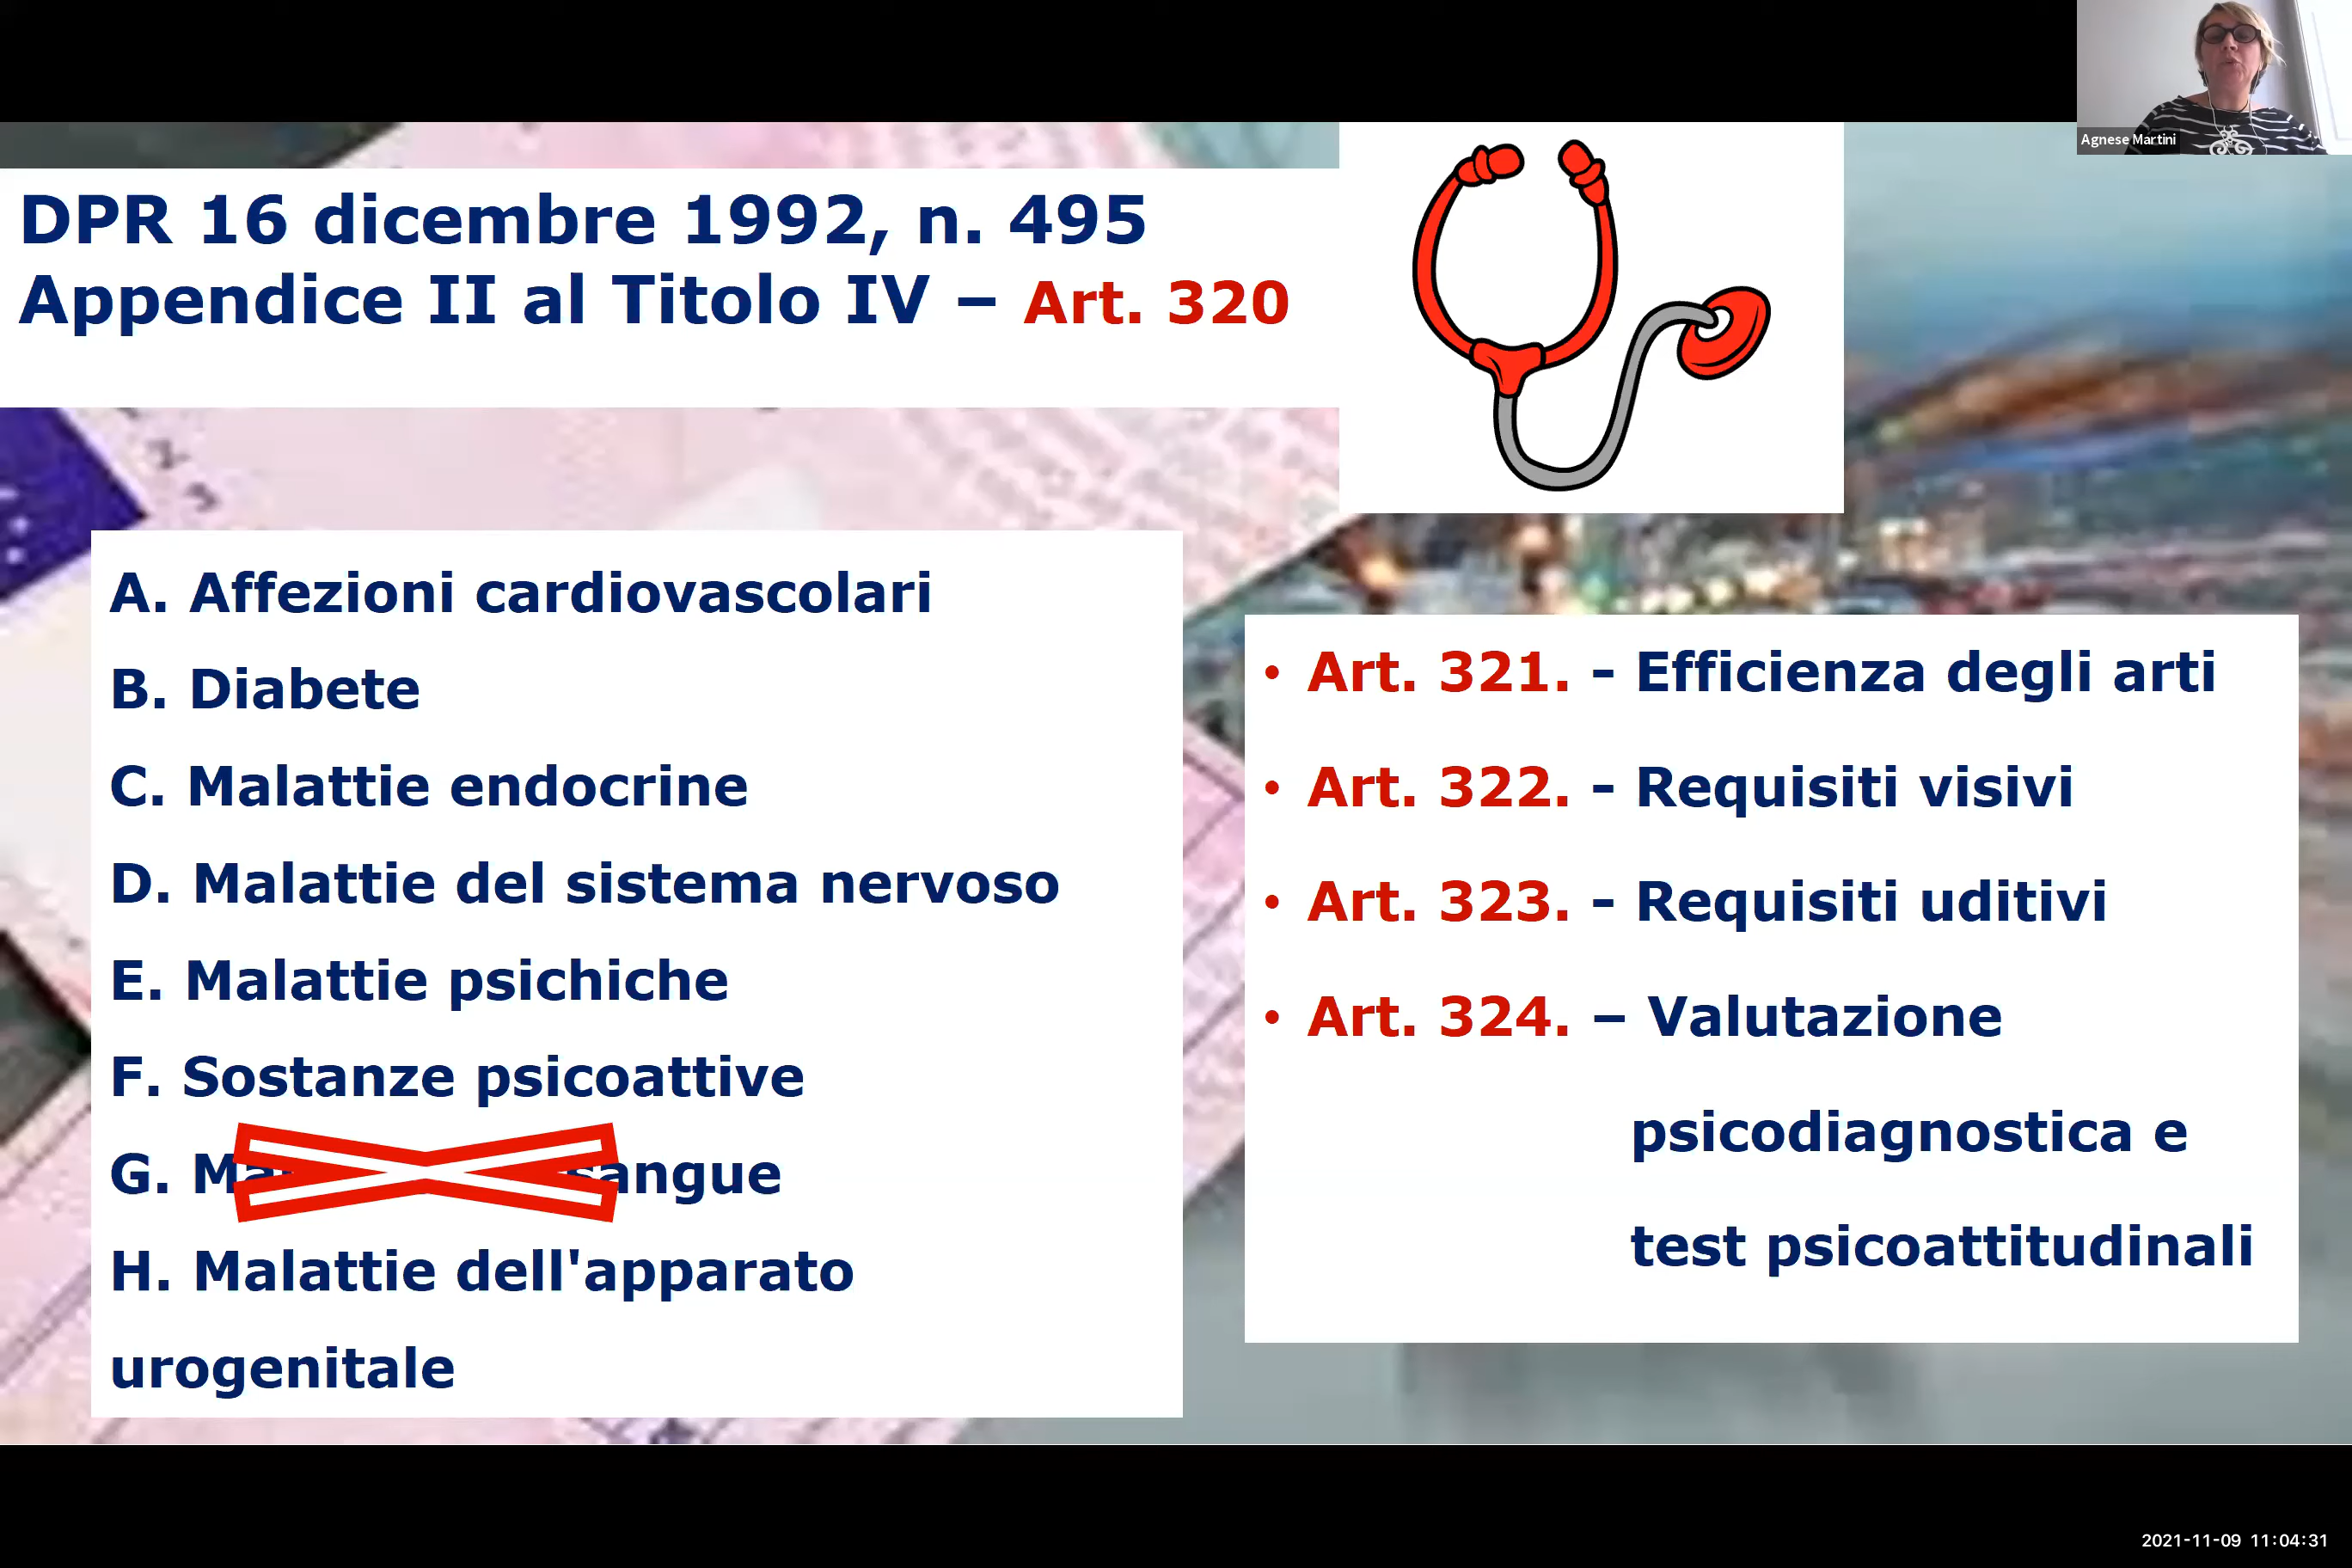 Agnese Martini
DPR 16 dicembre 1992, n. 495
Appendice II al Titolo IV – Art. 320
A. Affezioni cardiovascolari
B. Diabete
C. Malattie endocrine
D. Malattie del sistema nervoso
E. Malattie psichiche
F. Sostanze psicoattive
G. sangue
H. Malattie dell'apparato
urogenitale
• Art. 321. - Efficienza degli arti
• Art. 322. - Requisiti visivi
• Art. 323. - Requisiti uditivi
• Art. 324. – Valutazione
psicodiagnostica e
test psicoattitudinali
2021-11-09 11:04:31